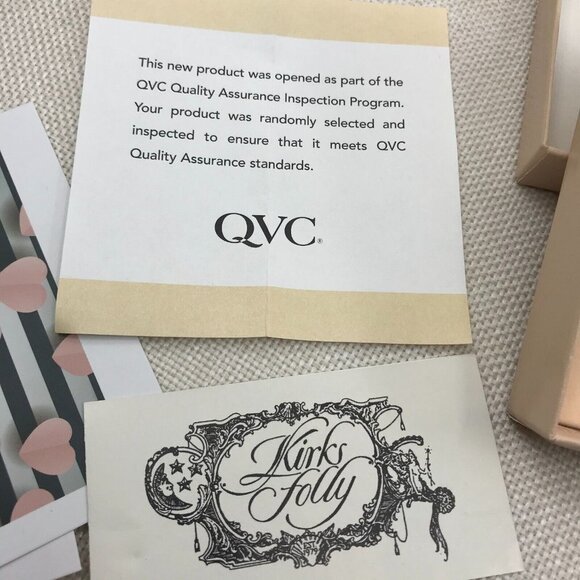 This new product was opened as part of the
QVC Quality Assurance Inspection Program.
Your product was randomly selected and
inspected to ensure that it meets QVC
Quality Assurance standards.
QVC®
Kirks
Folly